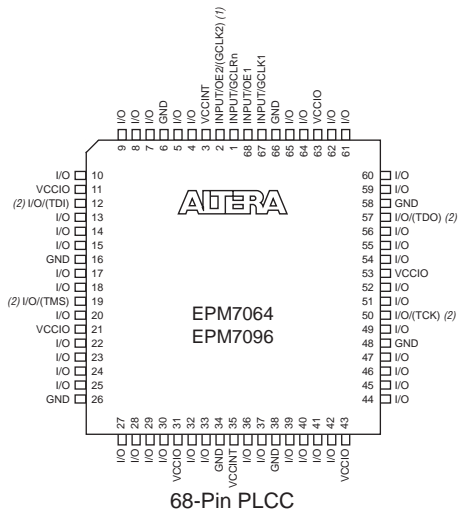 I/O
I/O
I/O
GND
I/O
I/O
VCCINT
INPUT/OE2/(GCLK2) (1)
INPUT/GCLRn
INPUT/OE1
INPUT/GCLK1
GND
I/O
I/O
VCCIO
I/O
I/O
9 8 7 6 5 4 3 2 1 68 67 66 65 64 63 62 61
I/O 10
VCCIO 11
(2) I/O/(TDI) 12
I/O 13
I/O 14
I/O 15
GND 16
I/O 17
I/O 18
(2) I/O/(TMS) 19
I/O 20
VCCIO 21
I/O 22
I/O 23
I/O 24
I/O 25
GND 26
ALTERA
EPM7064
EPM7096
60 I/O
59 I/O
58 GND
57 I/O/(TDO) (2)
56 I/O
55 I/O
54 I/O
53 VCCIO
52 I/O
51 I/O
50 I/O/(TCK) (2)
49 I/O
48 GND
47 I/O
46 I/O
45 I/O
44 I/O
27 28 29 30 31 32 33 34 35 36 37 38 39 40 41 42 43
I/O
I/O
I/O
I/O
VCCIO
I/O
I/O
GND
VCCINT
I/O
I/O
GND
I/O
I/O
I/O
I/O
VCCIO
68-Pin PLCC